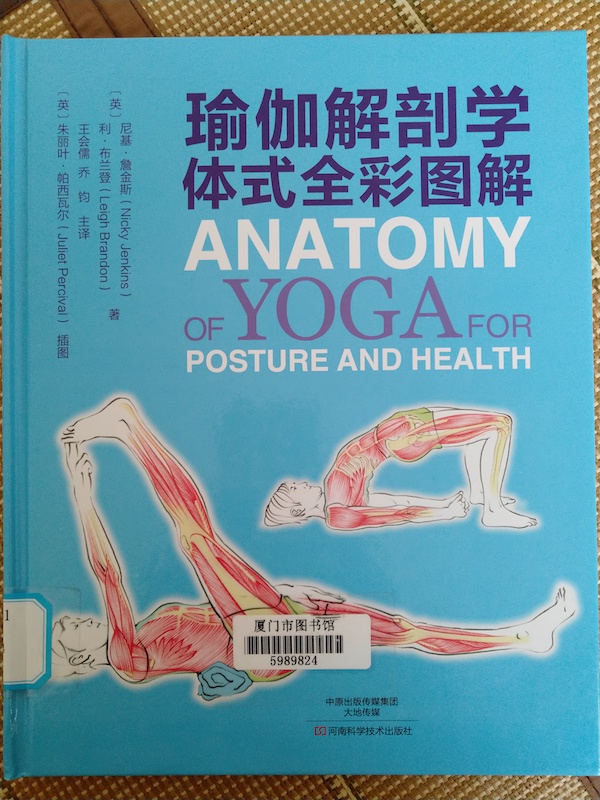 瑜伽解剖学
体式全彩图解
ANATOMY
OF YOGA FOR
POSTURE AND HEALTH
［英］尼基·詹金斯（Nicky Jenkins）
利·布兰登（Leigh Brandon） 著
王会儒 乔 钧 主译
［英］朱丽叶·帕西瓦尔（Juliet Percival） 插图
1
厦门市图书馆
5989824
中原出版传媒集团
大地传媒
河南科学技术出版社